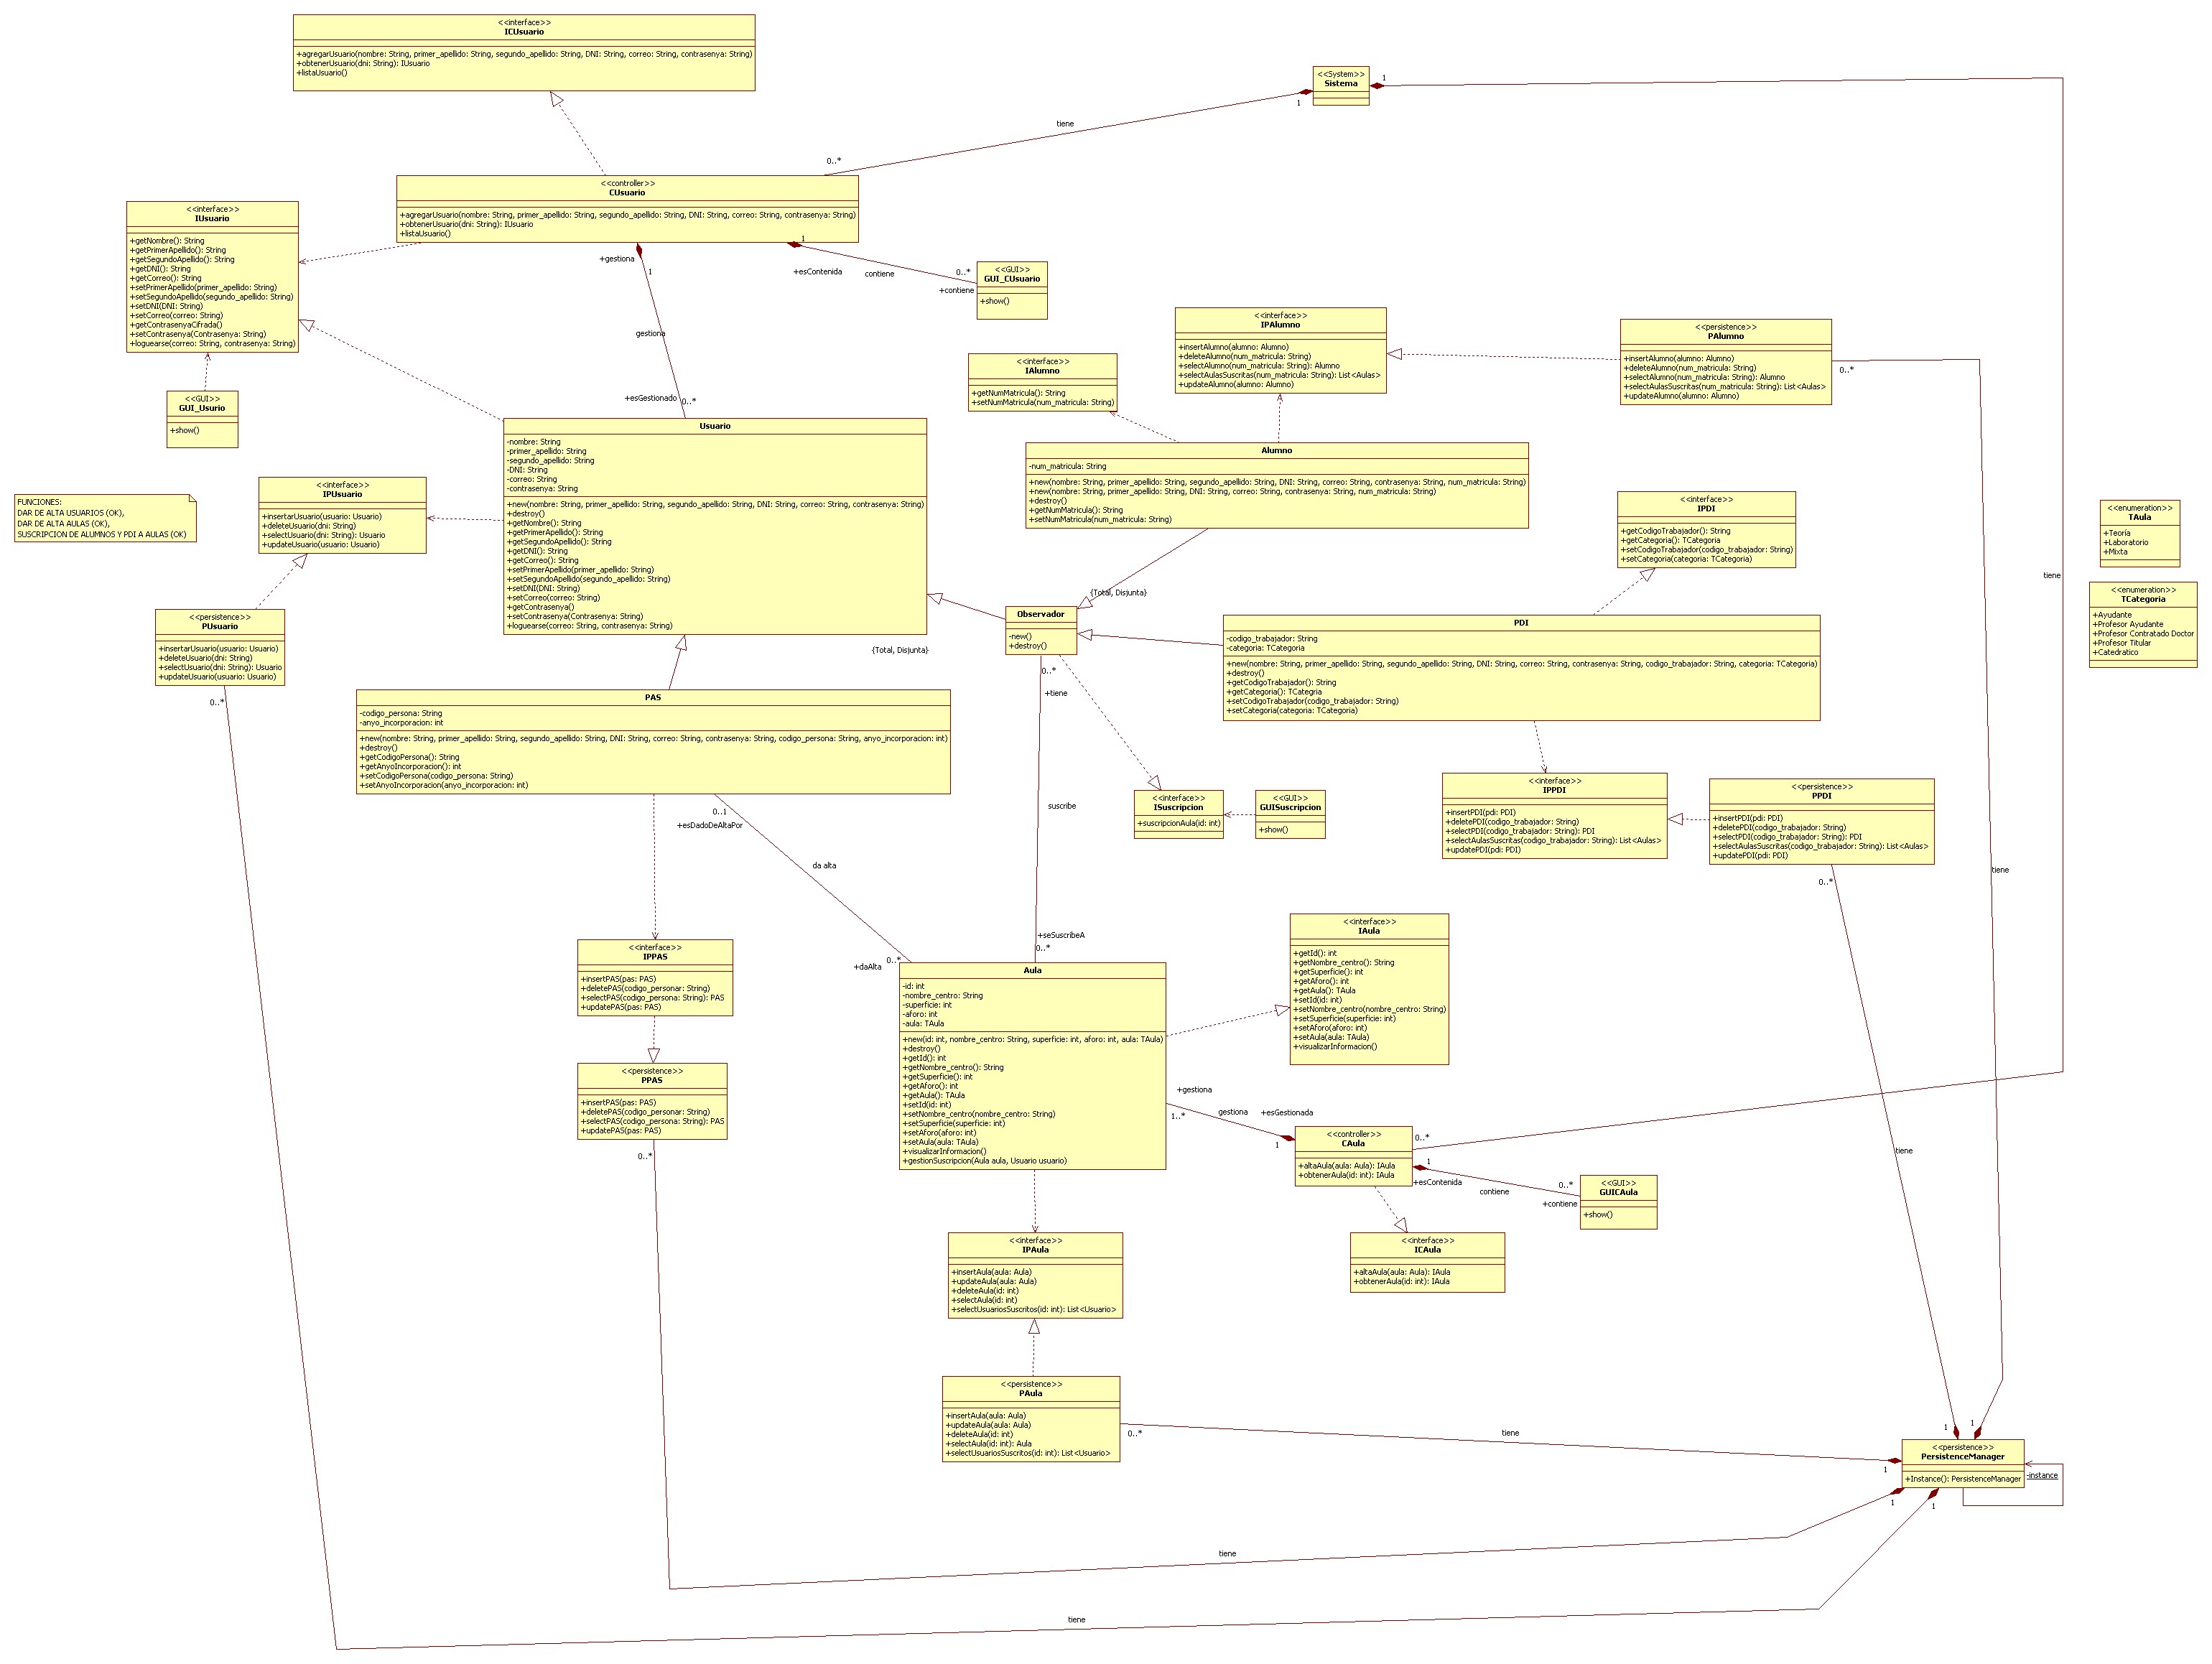 <<interface>>
ICUsuario
+agregarUsuario(nombre: String, primer_apellido: String, segundo_apellido: String, DNI: String, correo: String, contrasenya: String)
+obtenerUsuario(dni: String): IUsuario
+listaUsuario()
<<System>>
Sistema
1
1
tiene
0..*
<<controller>>
CUsuario
+agregarUsuario(nombre: String, primer_apellido: String, segundo_apellido: String, DNI: String, correo: String, contrasenya: String)
+obtenerUsuario(dni: String): IUsuario
+listaUsuario()
<<interface>>
IUsuario
+getNombre(): String
+getPrimerApellido(): String
+getSegundoApellido(): String
+getDNI(): String
+getCorreo(): String
+setPrimerApellido(primer_apellido: String)
+setSegundoApellido(segundo_apellido: String)
+setDNI(DNI: String)
+setCorreo(correo: String)
+getContrasenyaCifrada()
+setContrasenya(Contrasenya: String)
+loguearse(correo: String, contrasenya: String)
+gestiona
1
gestiona
+esGestionado
0..*
1
+esContenida
contiene
0..*
+contiene
<<GUI>>
GUI_CUsuario
+show()
<<GUI>>
GUI_Usurio
+show()
<<interface>>
IPAlumno
+insertAlumno(alumno: Alumno)
+deleteAlumno(num_matricula: String)
+selectAlumno(num_matricula: String): Alumno
+selectAulasSuscritas(num_matricula: String): List<Aulas>
+updateAlumno(alumno: Alumno)
<<persistence>>
PAlumno
+insertAlumno(alumno: Alumno)
+deleteAlumno(num_matricula: String)
+selectAlumno(num_matricula: String): Alumno
+selectAulasSuscritas(num_matricula: String): List<Aulas>
+updateAlumno(alumno: Alumno)
0..*
<<interface>>
IAlumno
+getNumMatricula(): String
+setNumMatricula(num_matricula: String)
Usuario
-nombre: String
-primer_apellido: String
-segundo_apellido: String
-DNI: String
-correo: String
-contrasenya: String
+new(nombre: String, primer_apellido: String, segundo_apellido: String, DNI: String, correo: String, contrasenya: String)
+destroy()
+getNombre(): String
+getPrimerApellido(): String
+getSegundoApellido(): String
+getDNI(): String
+getCorreo(): String
+setPrimerApellido(primer_apellido: String)
+setSegundoApellido(segundo_apellido: String)
+setDNI(DNI: String)
+setCorreo(correo: String)
+getContrasenya()
+setContrasenya(Contrasenya: String)
+loguearse(correo: String, contrasenya: String)
Alumno
-num_matricula: String
+new(nombre: String, primer_apellido: String, segundo_apellido: String, DNI: String, correo: String, contrasenya: String, num_matricula: String)
+new(nombre: String, primer_apellido: String, DNI: String, correo: String, contrasenya: String, num_matricula: String)
+destroy()
+getNumMatricula(): String
+setNumMatricula(num_matricula: String)
FUNCIONES:
DAR DE ALTA USUARIOS (OK),
DAR DE ALTA AULAS (OK),
SUSCRIPCION DE ALUMNOS Y PDI A AULAS (OK)
<<interface>>
IPUsuario
+insertarUsuario(usuario: Usuario)
+deleteUsuario(dni: String)
+selectUsuario(dni: String): Usuario
+updateUsuario(usuario: Usuario)
<<interface>>
IPDI
+getCodigoTrabajador(): String
+getCategoria(): TCategoria
+setCodigoTrabajador(codigo_trabajador: String)
+setCategoria(categoria: TCategoria)
<<enumeration>>
TAula
+Teoría
+Laboratorio
+Mixta
tiene
<<enumeration>>
TCategoria
+Ayudante
+Profesor Ayudante
+Profesor Contratado Doctor
+Profesor Titular
+Catedratico
<<persistence>>
PUsuario
+insertarUsuario(usuario: Usuario)
+deleteUsuario(dni: String)
+selectUsuario(dni: String): Usuario
+updateUsuario(usuario: Usuario)
0..*
{Total, Disjunta}
Observador
-new()
+destroy()
{Total, Disjunta}
0..*
+tiene
PDI
-codigo_trabajador: String
-categoria: TCategoria
+new(nombre: String, primer_apellido: String, segundo_apellido: String, DNI: String, correo: String, contrasenya: String, codigo_trabajador: String, categoria: TCategoria)
+destroy()
+getCodigoTrabajador(): String
+getCategoria(): TCategria
+setCodigoTrabajador(codigo_trabajador: String)
+setCategoria(categoria: TCategoria)
PAS
-codigo_persona: String
-anyo_incorporacion: int
+new(nombre: String, primer_apellido: String, segundo_apellido: String, DNI: String, correo: String, contrasenya: String, codigo_persona: String, anyo_incorporacion: int)
+destroy()
+getCodigoPersona(): String
+getAnyoIncorporacion(): int
+setCodigoPersona(codigo_persona: String)
+setAnyoIncorporacion(anyo_incorporacion: int)
0..1
+esDadoDeAltaPor
da alta
0..*
+daAlta
suscribe
+seSuscribeA
0..*
<<interface>>
ISuscripcion
+suscripcionAula(id: int)
<<GUI>>
GUISuscripcion
+show()
<<interface>>
IPPDI
+insertPDI(pdi: PDI)
+deletePDI(codigo_trabajador: String)
+selectPDI(codigo_trabajador: String): PDI
+selectAulasSuscritas(codigo_trabajador: String): List<Aulas>
+updatePDI(pdi: PDI)
<<persistence>>
PPDI
+insertPDI(pdi: PDI)
+deletePDI(codigo_trabajador: String)
+selectPDI(codigo_trabajador: String): PDI
+selectAulasSuscritas(codigo_trabajador: String): List<Aulas>
+updatePDI(pdi: PDI)
0..*
tiene
<<interface>>
IPPAS
+insertPAS(pas: PAS)
+deletePAS(codigo_personar: String)
+selectPAS(codigo_persona: String): PAS
+updatePAS(pas: PAS)
<<persistence>>
PPAS
+insertPAS(pas: PAS)
+deletePAS(codigo_personar: String)
+selectPAS(codigo_persona: String): PAS
+updatePAS(pas: PAS)
0..*
Aula
-id: int
-nombre_centro: String
-superficie: int
-aforo: int
-aula: TAula
+new(id: int, nombre_centro: String, superficie: int, aforo: int, aula: TAula)
+destroy()
+getId(): int
+getNombre_centro(): String
+getSuperficie(): int
+getAforo(): int
+getAula(): TAula
+setId(id: int)
+setNombre_centro(nombre_centro: String)
+setSuperficie(superficie: int)
+setAforo(aforo: int)
+setAula(aula: TAula)
+visualizarInformacion()
+gestionSuscripcion(Aula aula, Usuario usuario)
<<interface>>
IAula
+getId(): int
+getNombre_centro(): String
+getSuperficie(): int
+getAforo(): int
+getAula(): TAula
+setId(id: int)
+setNombre_centro(nombre_centro: String)
+setSuperficie(superficie: int)
+setAforo(aforo: int)
+setAula(aula: TAula)
+visualizarInformacion()
+gestiona
1..*
gestiona
+esGestionada
1
<<controller>>
CAula
+altaAula(aula: Aula): IAula
+obtenerAula(id: int): IAula
0..*
1
+esContenida
contiene
0..*
+contiene
<<GUI>>
GUICAula
+show()
tiene
<<interface>>
ICAula
+altaAula(aula: Aula): IAula
+obtenerAula(id: int): IAula
<<interface>>
IPAula
+insertAula(aula: Aula)
+updateAula(aula: Aula)
+deleteAula(id: int)
+selectAula(id: int)
+selectUsuariosSuscritos(id: int): List<Usuario>
<<persistence>>
PAula
+insertAula(aula: Aula)
+updateAula(aula: Aula)
+deleteAula(id: int)
+selectAula(id: int): Aula
+selectUsuariosSuscritos(id: int): List<Usuario>
0..*
tiene
1
1
1
<<persistence>>
PersistenceManager
+Instance(): PersistenceManager
-instance
1
1
tiene
tiene